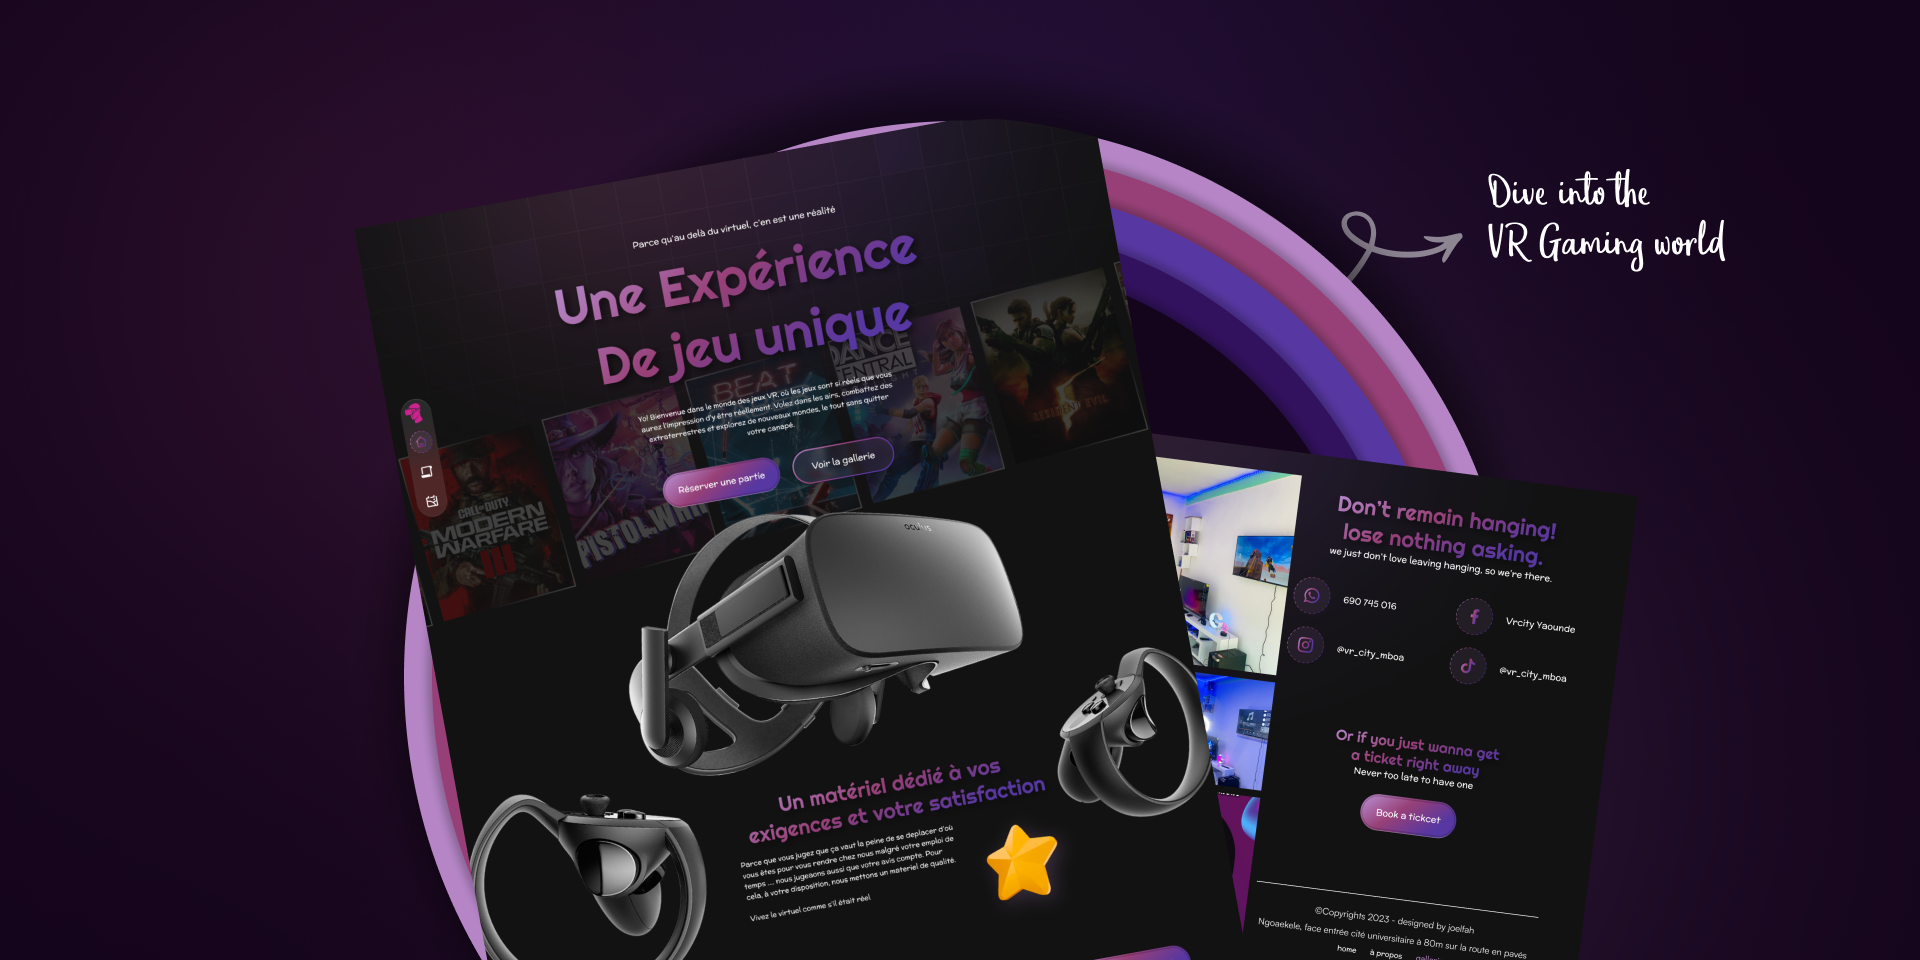 Dive into the
VR Gaming world
Parce qu'au delà du virtuel, c'en est une réalité
Une Expérience
De jeu unique
Yo! Bienvenue dans le monde des jeux VR, où les jeux sont si réels que vous
aurez l'impression d'y être réellement. Volez dans les airs, combattez des
extraterrestres et explorez de nouveaux mondes, le tout sans quitter
votre canapé.
Réserver une partie
Voir la gallerie
CALL OF DUTY
MODERN
WARFARE
III
PISTOL WHIP
BEAT
DANCE
CENTRAL
RESIDENT EVIL
oculus
Un matériel dédié à vos
exigences et votre satisfaction
Parce que vous jugez que ça vaut la peine de se deplacer d'où
vous êtes pour vous rendre chez nous malgré votre emploi de
temps ... nous jugeaons aussi que votre avis compte. Pour
cela, à votre disposition, nous mettons un materiel de qualité.
Vivez le virtuel comme s'il était réel
Don't remain hanging!
lose nothing asking.
we just don't love leaving hanging, so we're there.
690 745 016
Vrcity Yaounde
@vr_city_mboa
@vr_city_mboa
Or if you just wanna get
a ticket right away
Never too late to have one
Book a tickcet
©Copyrights 2023 - designed by joelfah
Ngoaekele, face entrée cité universitaire à 80m sur la route en pavés
home à propos